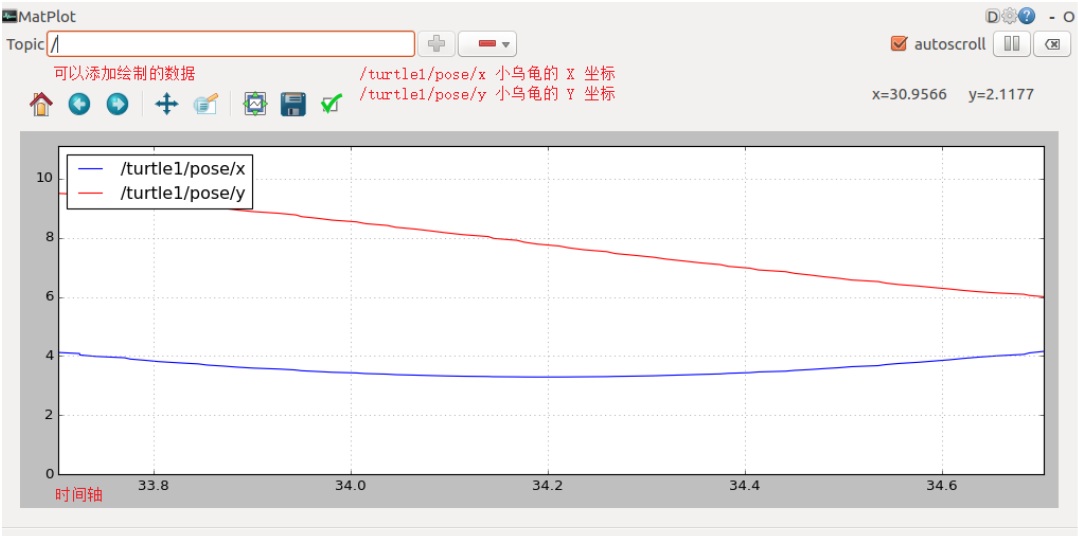 MatPlot
D ? - O
Topic /
autoscroll
可以添加绘制的数据
/turtle1/pose/x 小乌龟的 X 坐标
/turtle1/pose/y 小乌龟的 Y 坐标
x=30.9566 y=2.1177
/turtle1/pose/x
/turtle1/pose/y
10
8
6
4
2
0
33.8 34.0 34.2 34.4 34.6
时间轴